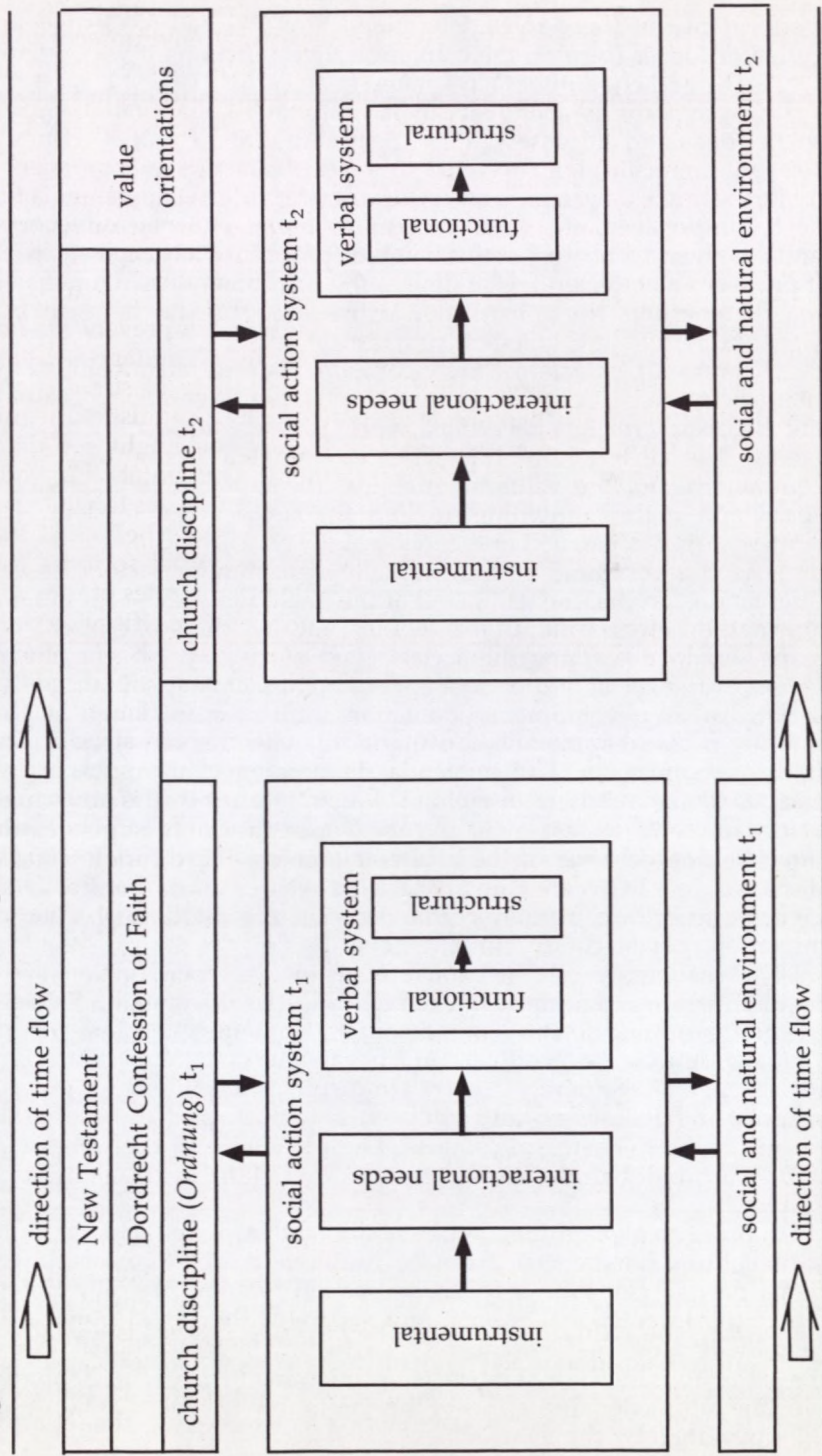 direction of time flow
New Testament
Dordrecht Confession of Faith
value
orientations
church discipline (Ordnung) t₁
church discipline t₂
social action system t₁
instrumental
interactional needs
verbal system
functional
structural
social action system t₂
instrumental
interactional needs
verbal system
functional
structural
social and natural environment t₁
social and natural environment t₂
direction of time flow